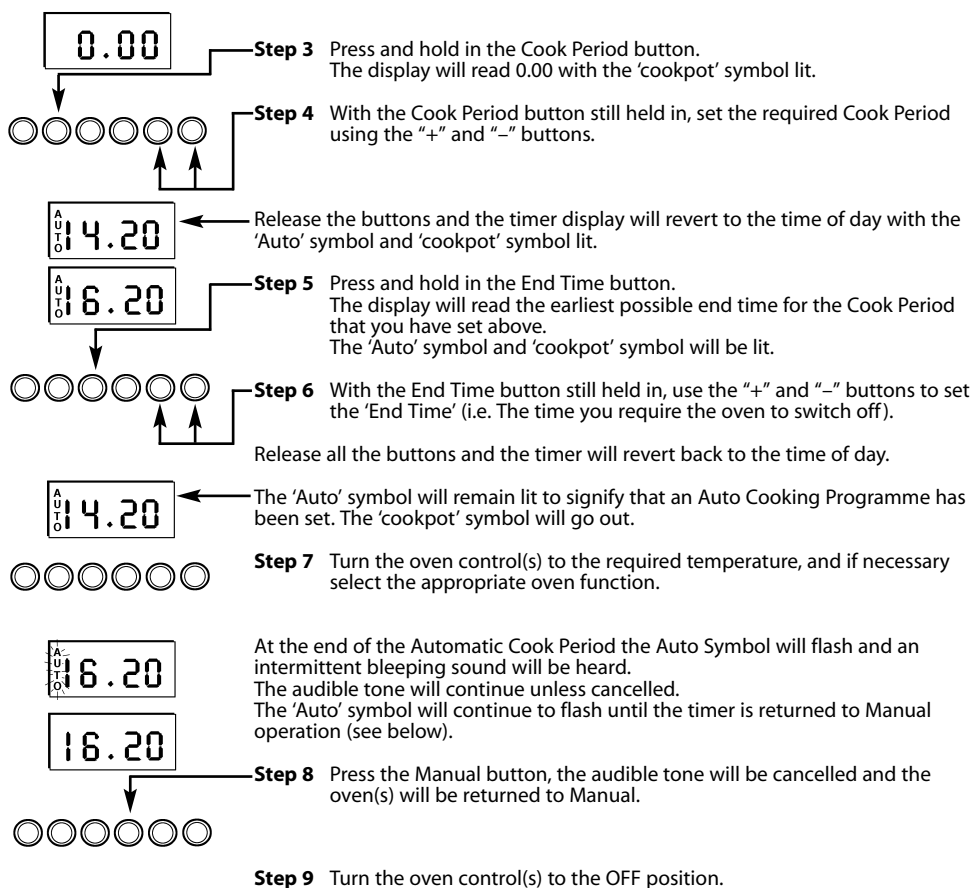 0.00
Step 3 Press and hold in the Cook Period button.
The display will read 0.00 with the ‘cookpot’ symbol lit.
Step 4 With the Cook Period button still held in, set the required Cook Period
using the “+” and “–” buttons.
AUTO 14.20
Release the buttons and the timer display will revert to the time of day with the
‘Auto’ symbol and ‘cookpot’ symbol lit.
AUTO 16.20
Step 5 Press and hold in the End Time button.
The display will read the earliest possible end time for the Cook Period
that you have set above.
The ‘Auto’ symbol and ‘cookpot’ symbol will be lit.
Step 6 With the End Time button still held in, use the “+” and “–” buttons to set
the ‘End Time’ (i.e. The time you require the oven to switch off).
Release all the buttons and the timer will revert back to the time of day.
AUTO 14.20
The ‘Auto’ symbol will remain lit to signify that an Auto Cooking Programme has
been set. The ‘cookpot’ symbol will go out.
Step 7 Turn the oven control(s) to the required temperature, and if necessary
select the appropriate oven function.
AUTO 16.20
At the end of the Automatic Cook Period the Auto Symbol will flash and an
intermittent bleeping sound will be heard.
The audible tone will continue unless cancelled.
The ‘Auto’ symbol will continue to flash until the timer is returned to Manual
operation (see below).
16.20
Step 8 Press the Manual button, the audible tone will be cancelled and the
oven(s) will be returned to Manual.
Step 9 Turn the oven control(s) to the OFF position.